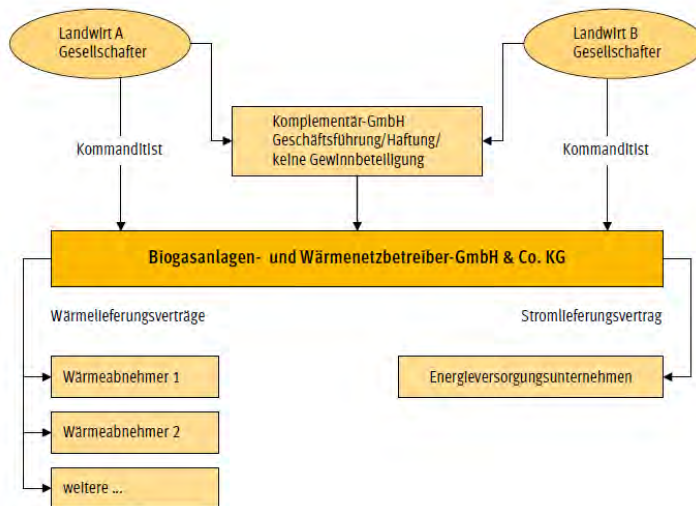 Landwirt A
Gesellschafter
Landwirt B
Gesellschafter
Komplementär-GmbH
Geschäftsführung/Haftung/
keine Gewinnbeteiligung
Kommanditist
Kommanditist
Biogasanlagen- und Wärmenetzbetreiber-GmbH & Co. KG
Wärmelieferungsverträge
Stromlieferungsvertrag
Wärmeabnehmer 1
Energieversorgungsunternehmen
Wärmeabnehmer 2
weitere ...